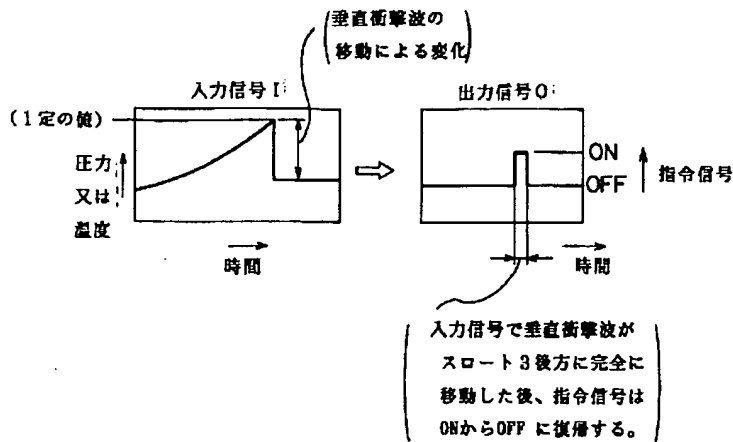 垂直衝撃波の
移動による変化
入力信号I
(1定の値)
圧力
又は
温度
時間
出力信号O
ON
OFF
指令信号
時間
入力信号で垂直衝撃波が
スロート3後方に完全に
移動した後、指令信号は
ONからOFFに復帰する。